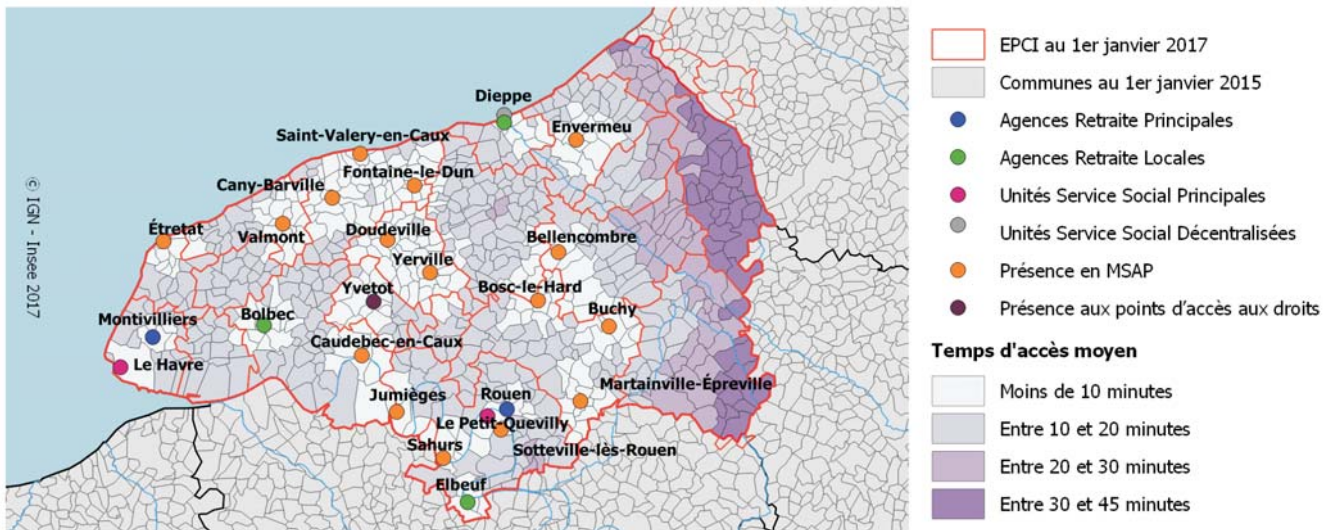 Dieppe
Envermeu
Saint-Valery-en-Caux
Fontaine-le-Dun
Cany-Barville
Étretat
Valmont
Doudeville
Bellencombre
Yerville
Yvetot
Bosc-le-Hard
Buchy
Montivilliers
Bolbec
Caudebec-en-Caux
Le Havre
Jumièges
Rouen
Martainville-Épreville
Le Petit-Quevilly
Sahurs
Sotteville-lès-Rouen
Elbeuf
© IGN - Insee 2017
EPCI au 1er janvier 2017
Communes au 1er janvier 2015
Agences Retraite Principales
Agences Retraite Locales
Unités Service Social Principales
Unités Service Social Décentralisées
Présence en MSAP
Présence aux points d'accès aux droits
Temps d'accès moyen
Moins de 10 minutes
Entre 10 et 20 minutes
Entre 20 et 30 minutes
Entre 30 et 45 minutes